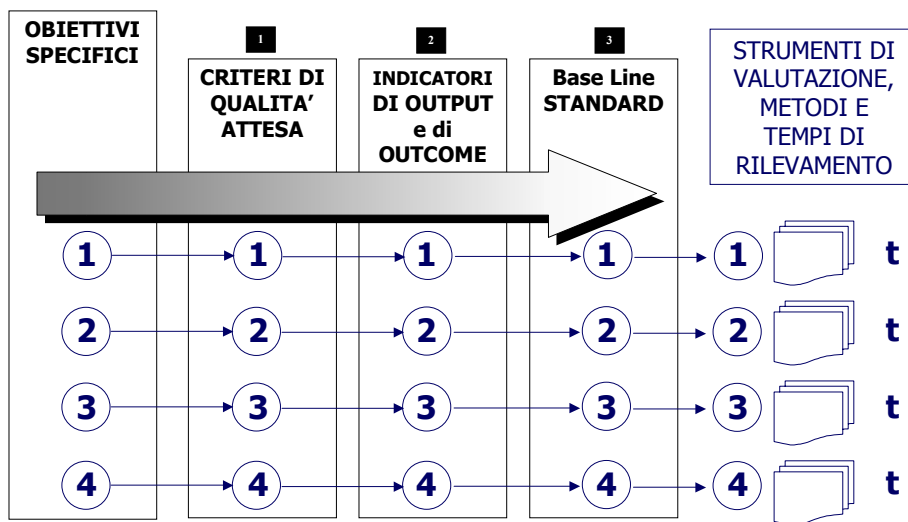 OBIETTIVI
SPECIFICI
1
CRITERI DI
QUALITA’
ATTESA
2
INDICATORI
DI OUTPUT
e di
OUTCOME
3
Base Line
STANDARD
STRUMENTI DI
VALUTAZIONE,
METODI E
TEMPI DI
RILEVAMENTO
1 1 1 1 1 t
2 2 2 2 2 t
3 3 3 3 3 t
4 4 4 4 4 t